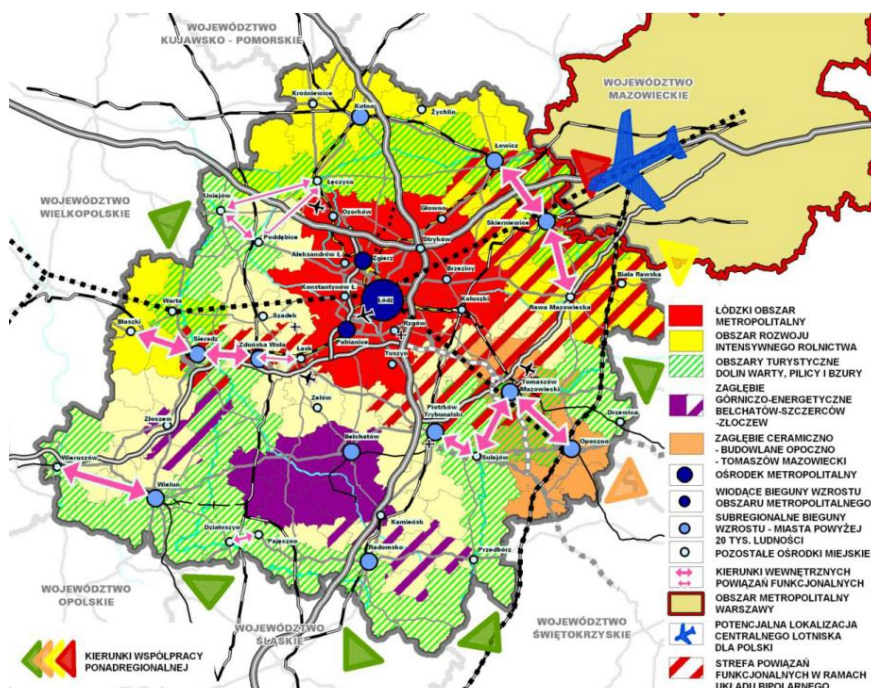 WOJEWÓDZTWO
KUJAWSKO - POMORSKIE
WOJEWÓDZTWO
MAZOWIECKIE
Krośniewice
Kutno
Żychlin
Łowicz
WOJEWÓDZTWO
WIELKOPOLSKIE
Uniejów
Łęczyca
Ozorków
Głowno
Skierniewice
Poddębice
Stryków
Aleksandrów Ł.
Zgierz
Brzeziny
Biała Rawska
Rawa Mazowiecka
Konstantynów Ł.
Łódź
Koluszki
Warta
Szadek
Błaszki
Sieradz
Zduńska Wola
Łask
Pabianice
Rzgów
Tuszyn
Tomaszów
Mazowiecki
Zelów
Piotrków
Trybunalski
Drzewica
Złoczew
Bełchatów
Sulejów
Opoczno
Wieruszów
Wieluń
Kamieńsk
Działoszyn
Pajęczno
Radomsko
Przedbórz
WOJEWÓDZTWO
OPOLSKIE
WOJEWÓDZTWO
ŚLĄSKIE
WOJEWÓDZTWO
ŚWIĘTOKRZYSKIE
KIERUNKI WSPÓŁPRACY
PONADREGIONALNEJ
ŁÓDZKI OBSZAR
METROPOLITALNY
OBSZAR ROZWOJU
INTENSYWNEGO ROLNICTWA
OBSZARY TURYSTYCZNE
DOLIN WARTY, PILICY I BZURY
ZAGŁĘBIE
GÓRNICZO-ENERGETYCZNE
BEŁCHATÓW-SZCZERCÓW
-ZŁOCZEW
ZAGŁĘBIE CERAMICZNO
- BUDOWLANE OPOCZNO
- TOMASZÓW MAZOWIECKI
OŚRODEK METROPOLITALNY
WIODĄCE BIEGUNY WZROSTU
OBSZARU METROPOLITALNEGO
SUBREGIONALNE BIEGUNY
WZROSTU - MIASTA POWYŻEJ
20 TYS. LUDNOŚCI
POZOSTAŁE OŚRODKI MIEJSKIE
KIERUNKI WEWNĘTRZNYCH
POWIĄZAŃ FUNKCJONALNYCH
OBSZAR METROPOLITALNY
WARSZAWY
POTENCJALNA LOKALIZACJA
CENTRALNEGO LOTNISKA
DLA POLSKI
STREFA POWIĄZAŃ
FUNKCJONALNYCH W RAMACH
UKŁADU BIPOLARNEGO